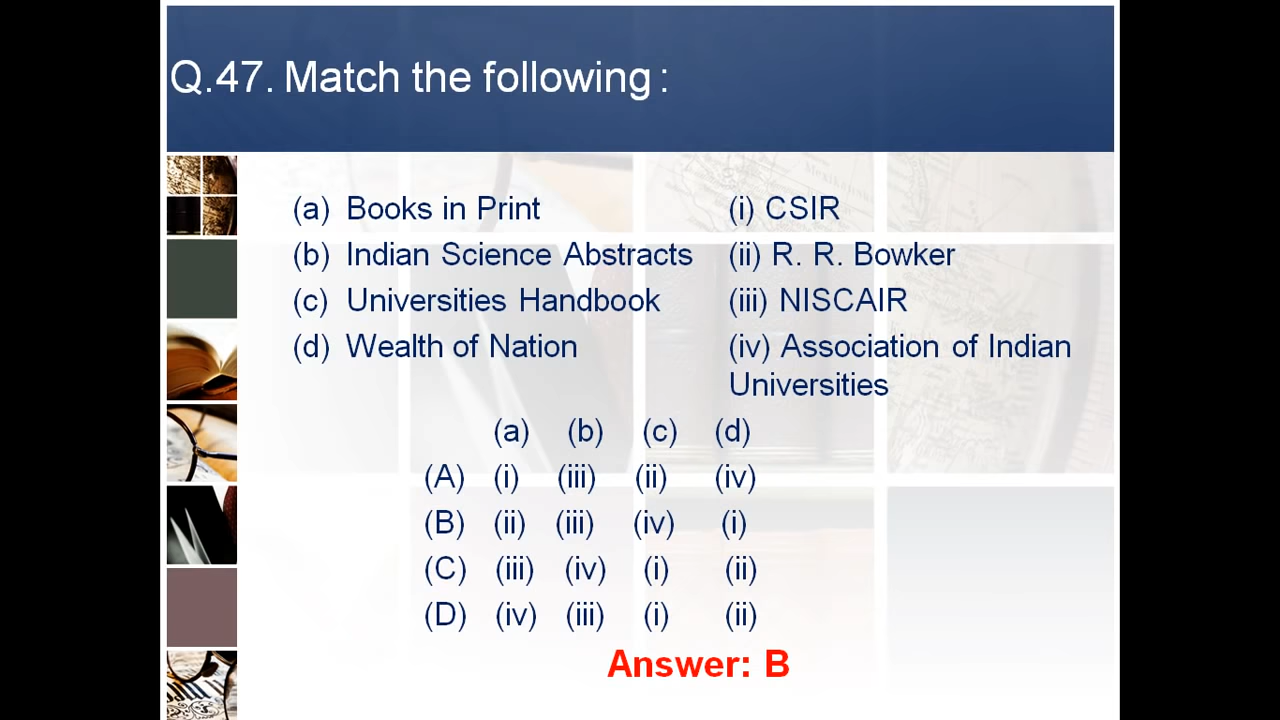 Q.47. Match the following :
(a) Books in Print (i) CSIR
(b) Indian Science Abstracts (ii) R. R. Bowker
(c) Universities Handbook (iii) NISCAIR
(d) Wealth of Nation (iv) Association of Indian
Universities
(a) (b) (c) (d)
(A) (i) (iii) (ii) (iv)
(B) (ii) (iii) (iv) (i)
(C) (iii) (iv) (i) (ii)
(D) (iv) (iii) (i) (ii)
Answer: B